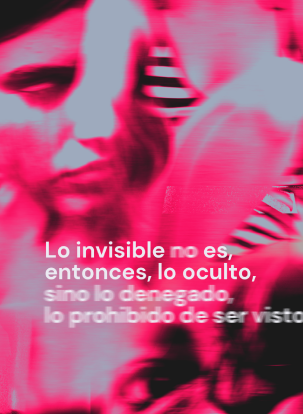 Lo invisible no es,
entonces, lo oculto,
sino lo denegado,
lo prohibido de ser visto